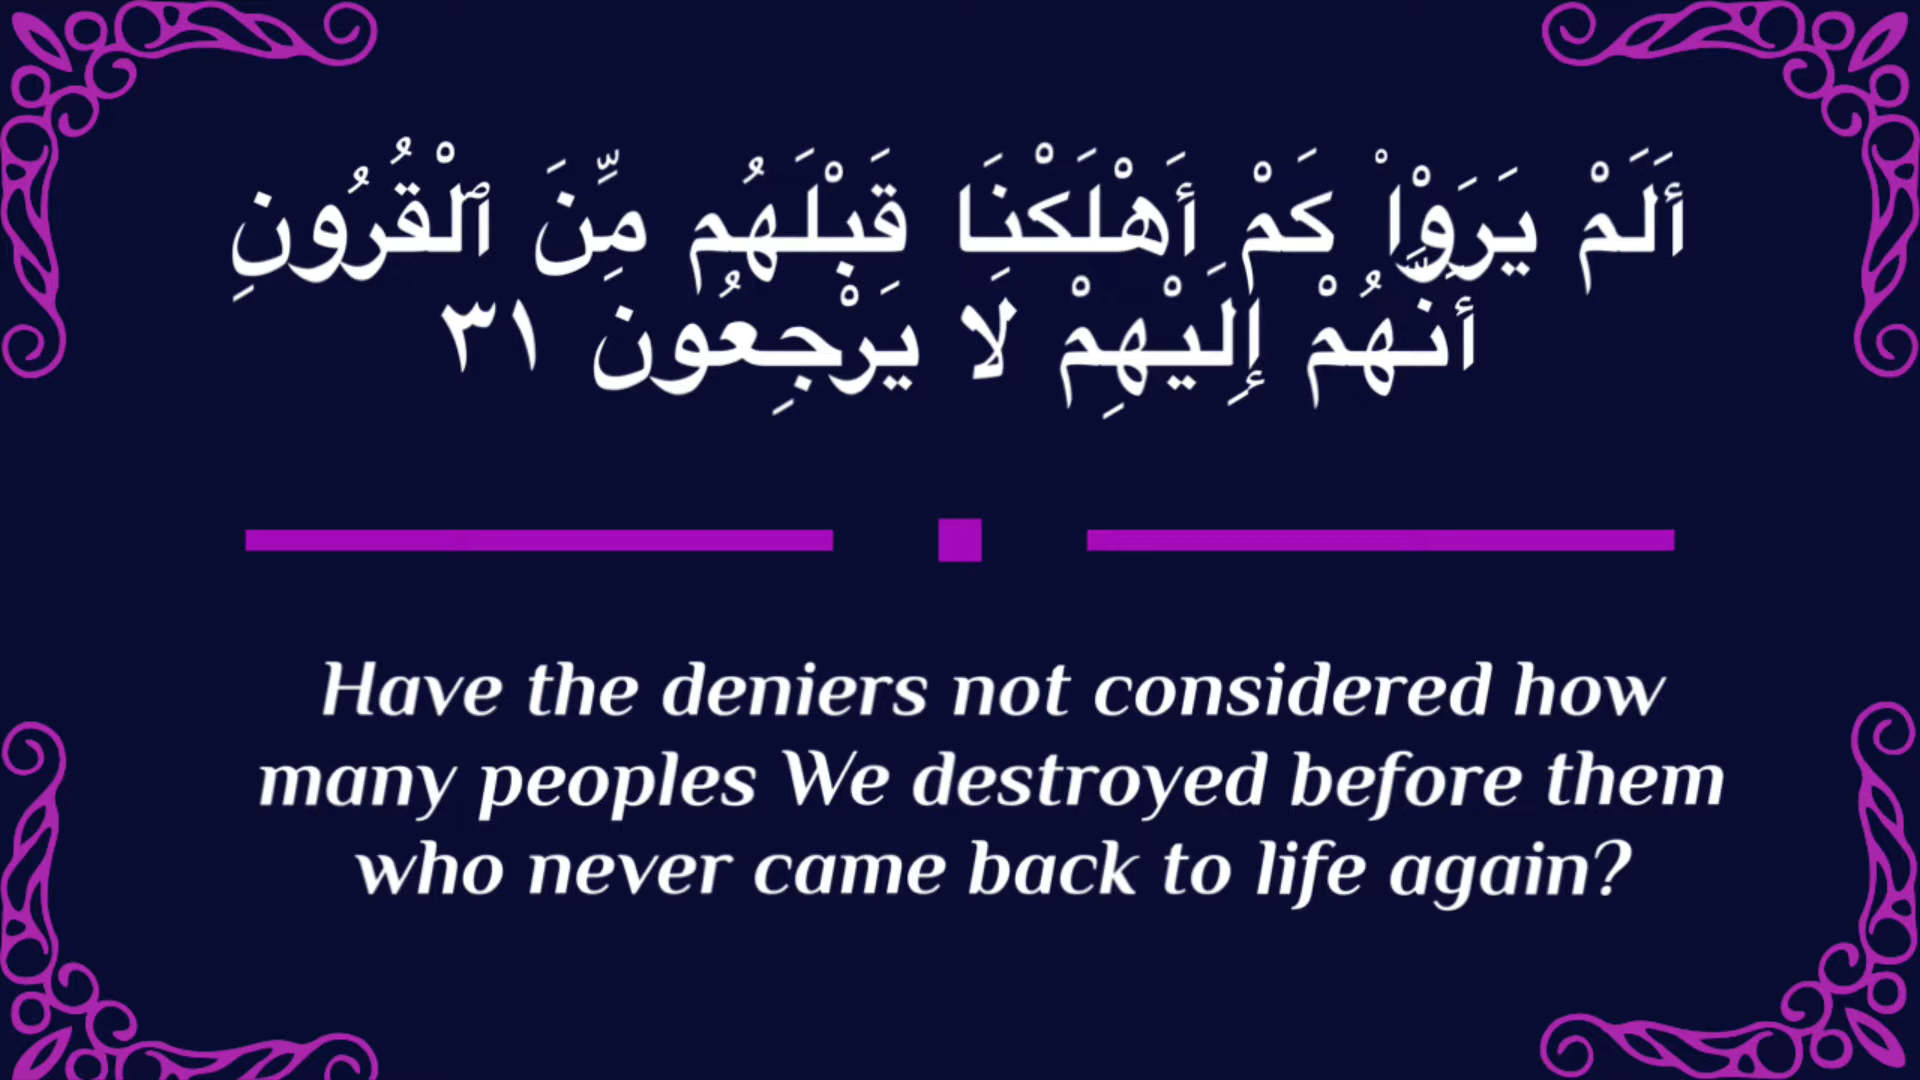 أَلَمْ يَرَوْا۟ كَمْ أَهْلَكْنَا قَبْلَهُم مِّنَ ٱلْقُرُونِ
أَنَّهُمْ إِلَيْهِمْ لَا يَرْجِعُونَ ٣١
Have the deniers not considered how
many peoples We destroyed before them
who never came back to life again?